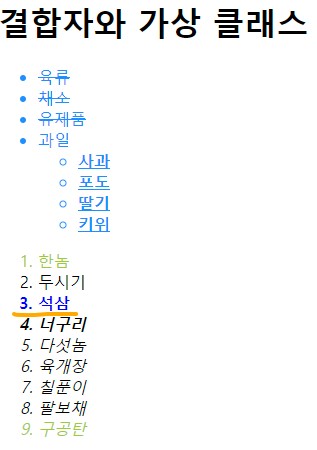 결합자와 가상 클래스
육류
채소
유제품
과일
사과
포도
딸기
키위
1. 한놈
2. 두시기
3. 석삼
4. 너구리
5. 다섯놈
6. 육개장
7. 칠푼이
8. 팔보채
9. 구공탄